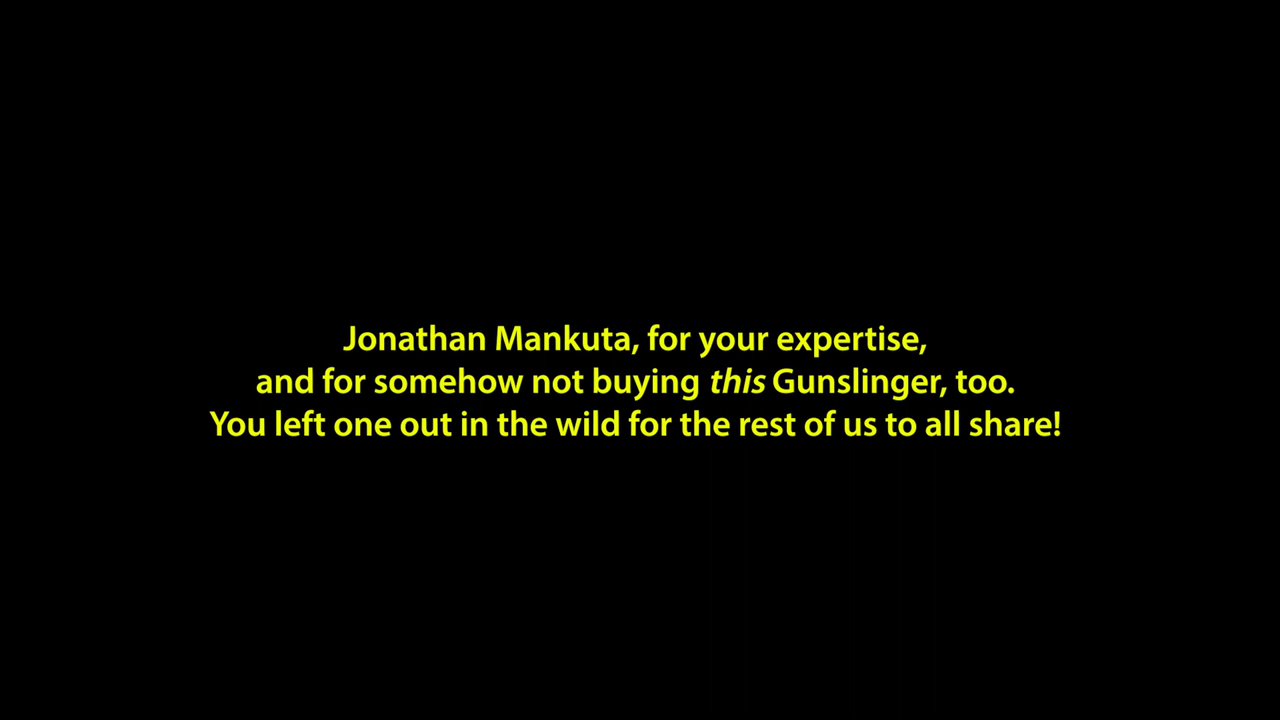 Jonathan Mankuta, for your expertise,
and for somehow not buying this Gunslinger, too.
You left one out in the wild for the rest of us to all share!